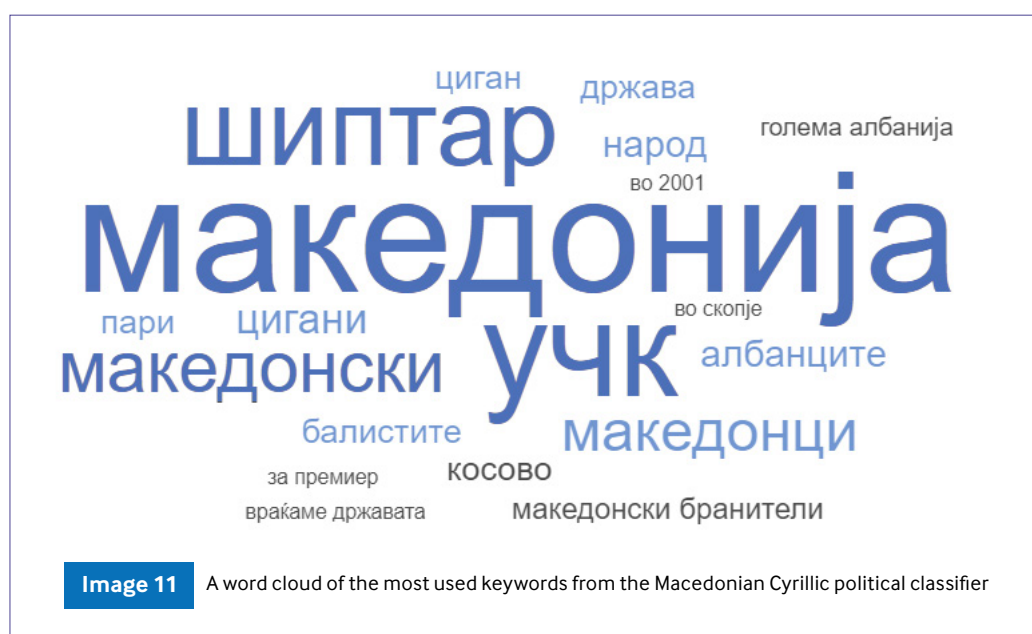 циган
држава
шиптар
голема албанија
народ
во 2001
македонија
во скопје
пари
цигани
учк
албанците
македонски
балистите
македонци
косово
за премиер
враќаме државата
македонски бранители
Image 11 A word cloud of the most used keywords from the Macedonian Cyrillic political classifier